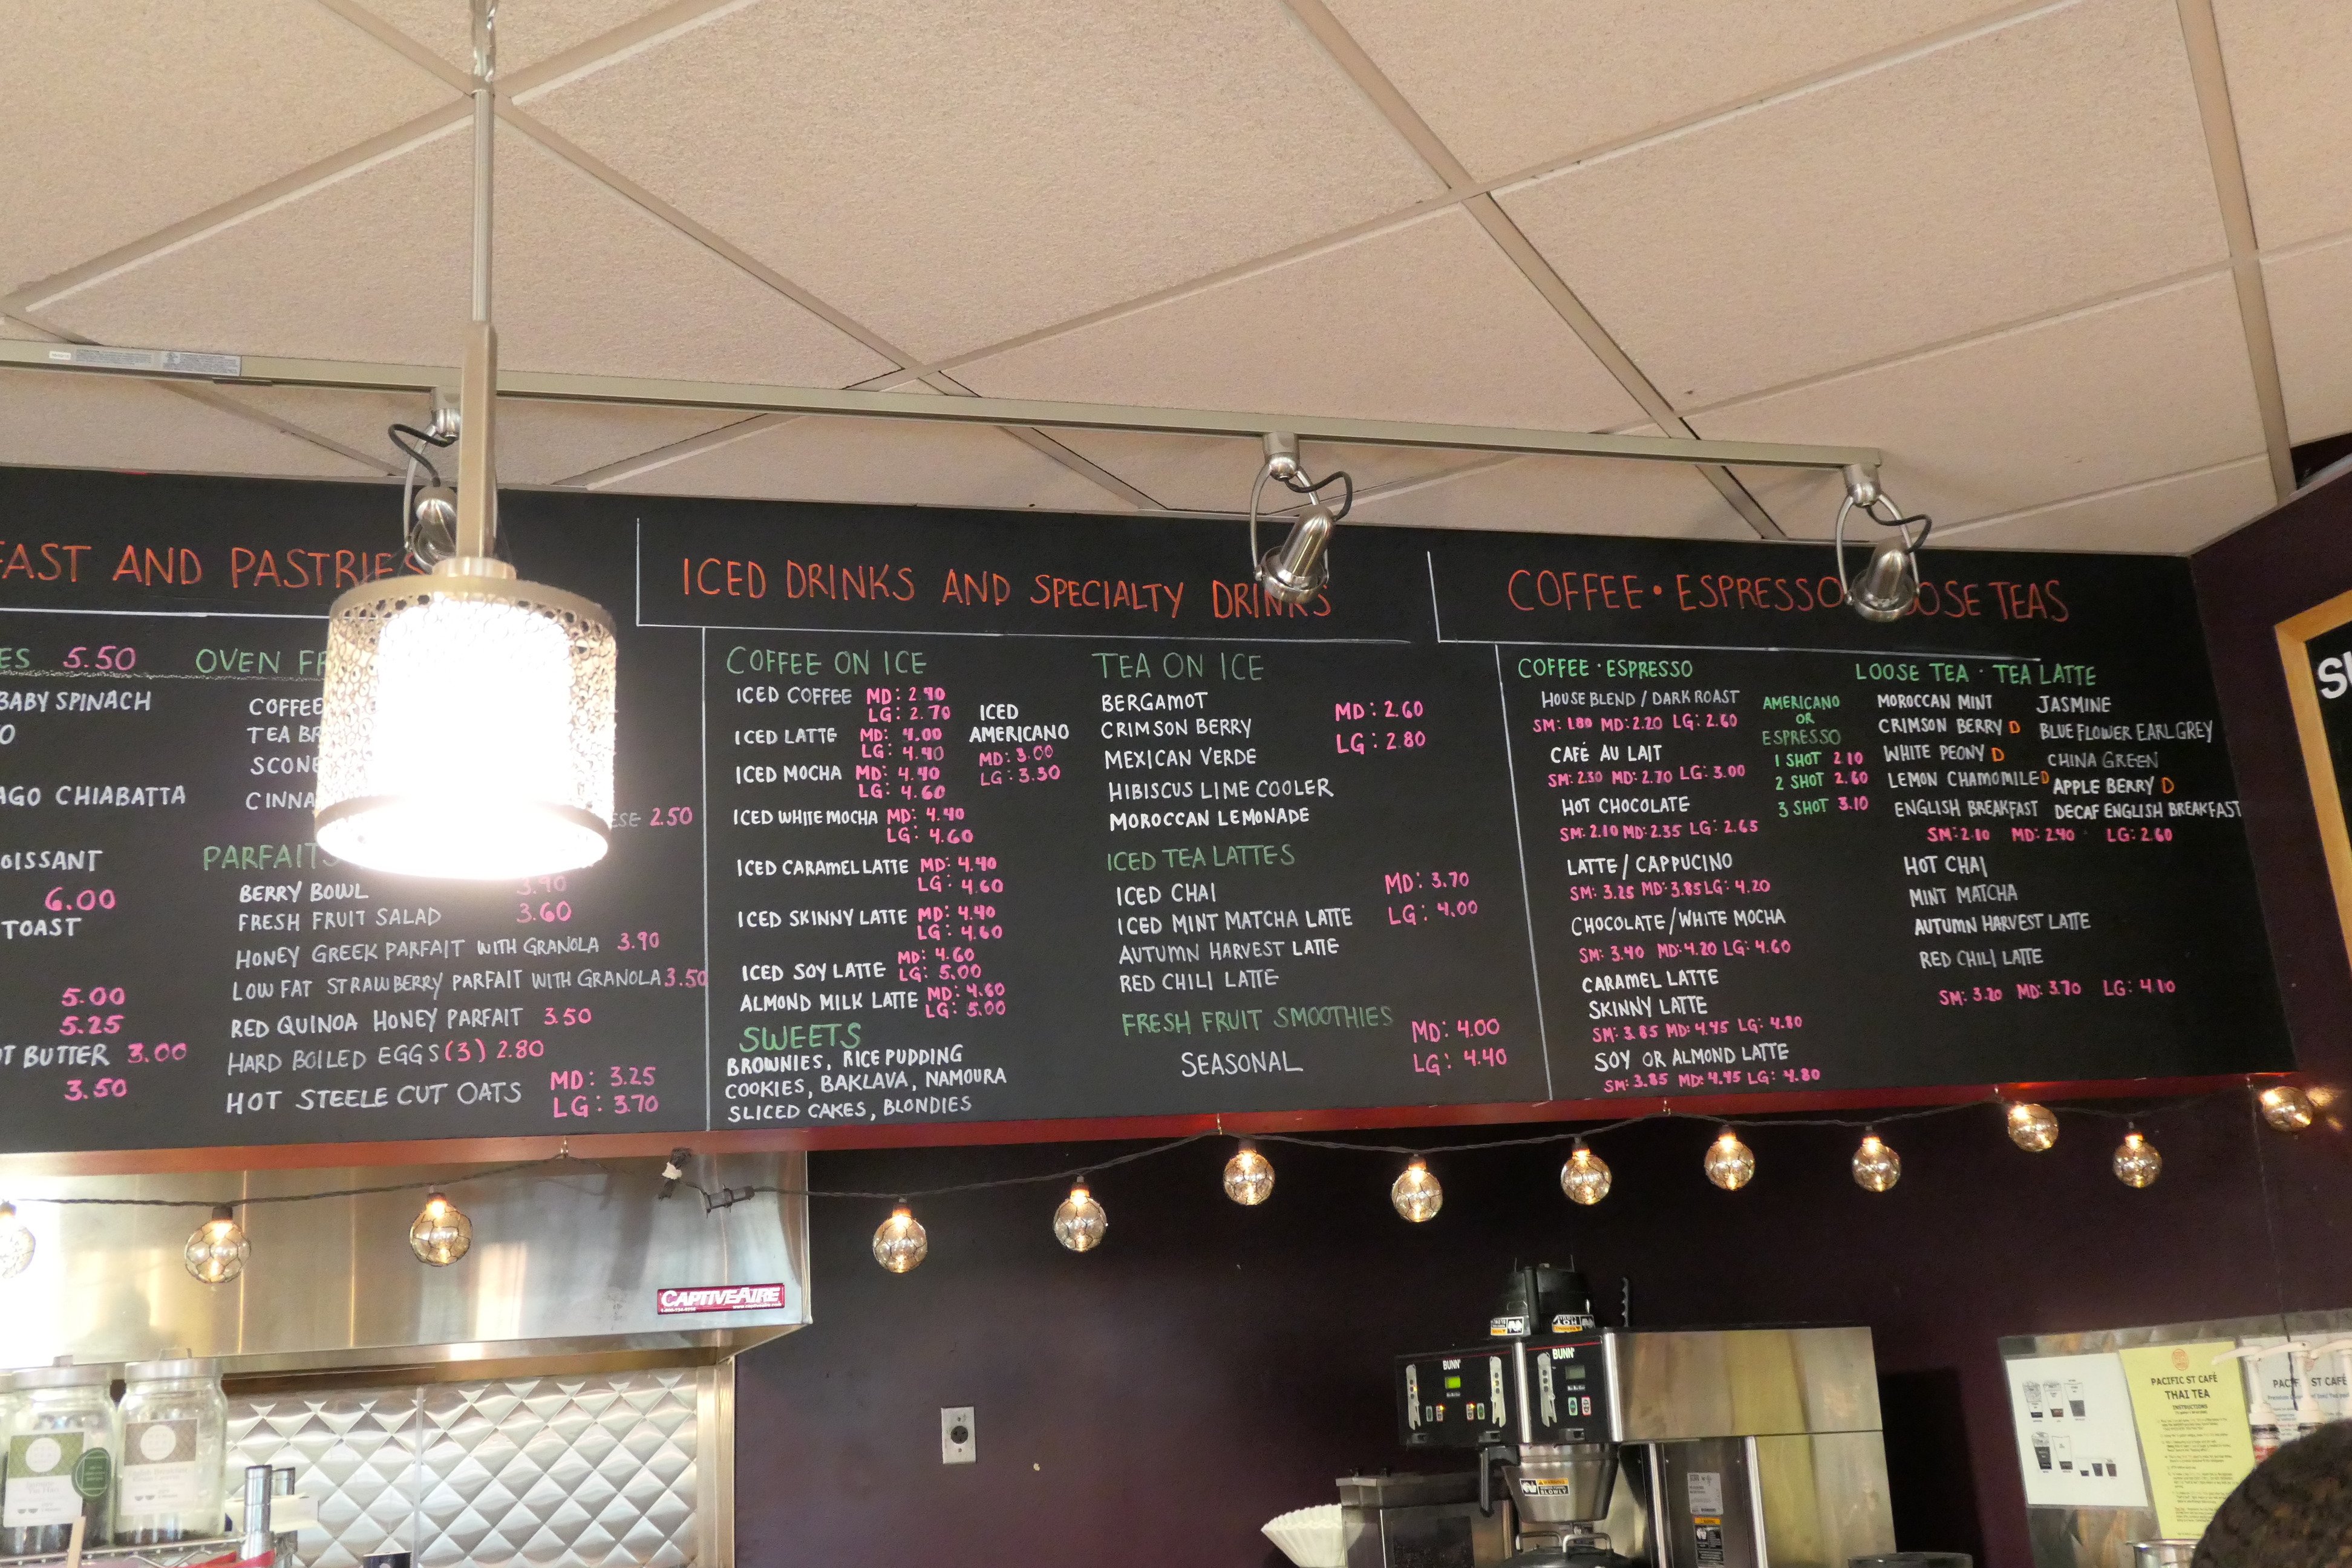 FAST AND PASTRIES
ES 5.50
BABY SPINACH
O
AGO CHIABATTA
OISSANT
6.00
TOAST
5.00
5.25
T BUTTER 3.00
3.50
OVEN FR
COFFEE
TEA BR
SCONE
CINNA
ESE 2.50
PARFAITS
BERRY BOWL 3.90
FRESH FRUIT SALAD 3.60
HONEY GREEK PARFAIT WITH GRANOLA 3.90
LOW FAT STRAWBERRY PARFAIT WITH GRANOLA 3.50
RED QUINOA HONEY PARFAIT 3.50
HARD BOILED EGGS (3) 2.80
HOT STEELE CUT OATS MD: 3.25
LG: 3.70
ICED DRINKS AND SPECIALTY DRINKS
COFFEE ON ICE
ICED COFFEE MD: 2.40
LG: 2.70
ICED LATTE MD: 4.00
LG: 4.40
ICED MOCHA MD: 4.40
LG: 4.60
ICED WHITE MOCHA MD: 4.40
LG: 4.60
ICED CARAMEL LATTE MD: 4.40
LG: 4.60
ICED SKINNY LATTE MD: 4.40
LG: 4.60
MD: 4.60
ICED SOY LATTE LG: 5.00
ALMOND MILK LATTE MD: 4.60
LG: 5.00
ICED
AMERICANO
MD: 3.00
LG: 3.30
SWEETS
BROWNIES, RICE PUDDING
COOKIES, BAKLAVA, NAMOURA
SLICED CAKES, BLONDIES
TEA ON ICE
BERGAMOT
CRIMSON BERRY
MEXICAN VERDE
HIBISCUS LIME COOLER
MOROCCAN LEMONADE
MD: 2.60
LG: 2.80
ICED TEA LATTES
ICED CHAI
ICED MINT MATCHA LATTE
AUTUMN HARVEST LATTE
RED CHILI LATTE
MD: 3.70
LG: 4.00
FRESH FRUIT SMOOTHIES
SEASONAL
MD: 4.00
LG: 4.40
COFFEE • ESPRESSO OOSE TEAS
COFFEE · ESPRESSO
HOUSE BLEND / DARK ROAST
SM: 1.80 MD: 2.20 LG: 2.60
CAFÉ AU LAIT
SM: 2.30 MD: 2.70 LG: 3.00
HOT CHOCOLATE
SM: 2.10 MD: 2.35 LG: 2.65
LATTE / CAPPUCINO
SM: 3.25 MD: 3.85 LG: 4.20
CHOCOLATE / WHITE MOCHA
SM: 3.40 MD: 4.20 LG: 4.60
CARAMEL LATTE
SKINNY LATTE
SM: 3.85 MD: 4.45 LG: 4.80
SOY OR ALMOND LATTE
SM: 3.85 MD: 4.45 LG: 4.80
AMERICANO
OR
ESPRESSO
1 SHOT 2.10
2 SHOT 2.60
3 SHOT 3.10
LOOSE TEA · TEA LATTE
MOROCCAN MINT
CRIMSON BERRY D
WHITE PEONY D
LEMON CHAMOMILE D
ENGLISH BREAKFAST
JASMINE
BLUE FLOWER EARL GREY
CHINA GREEN
APPLE BERRY D
DECAF ENGLISH BREAKFAST
SM: 2.10 MD: 2.40 LG: 2.60
HOT CHAI
MINT MATCHA
AUTUMN HARVEST LATTE
RED CHILI LATTE
SM: 3.20 MD: 3.70 LG: 4.10
CAPTIVEAIRE
BUNN
BUNN
WARNING
SLOWLY
PACIFIC ST CAFÉ
THAI TEA
INSTRUCTIONS